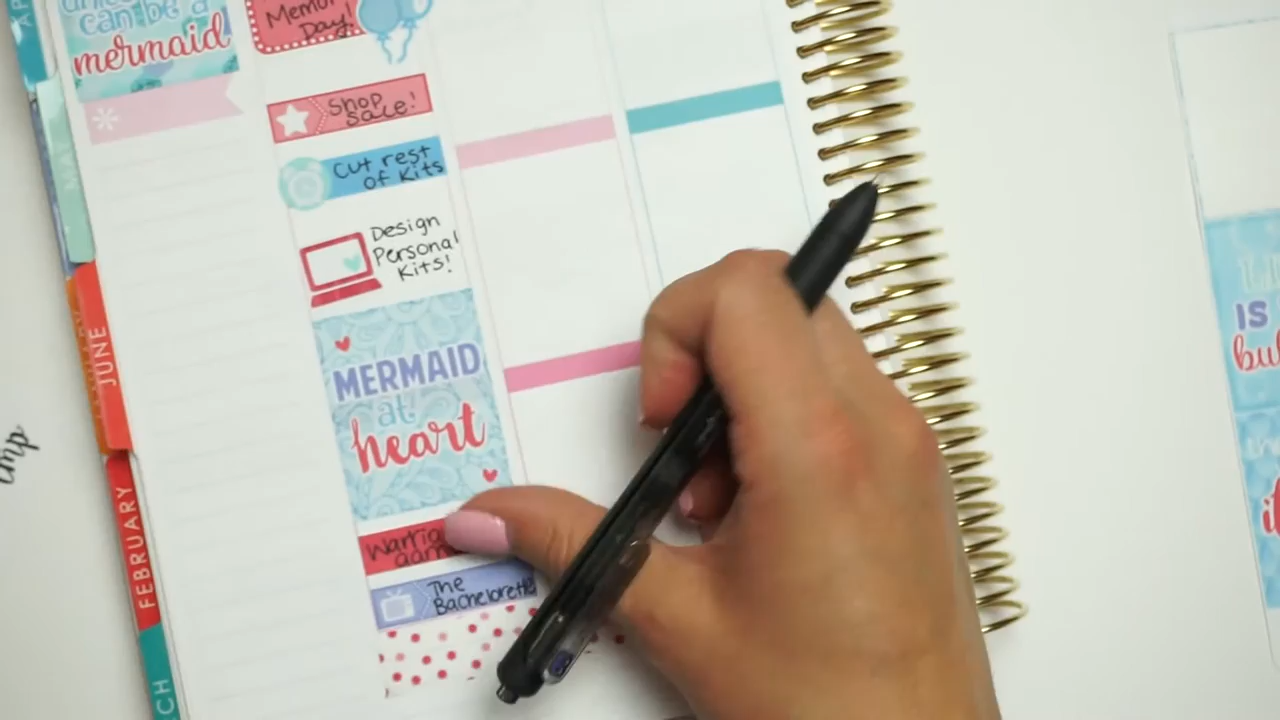 can be a
mermaid
Memorial
Day!
Shop
Sale!
Cut rest
of Kits
Design
Personal
Kits!
MERMAID
at
heart
The
Bachelorette
JUNE
FEBRUARY
IS